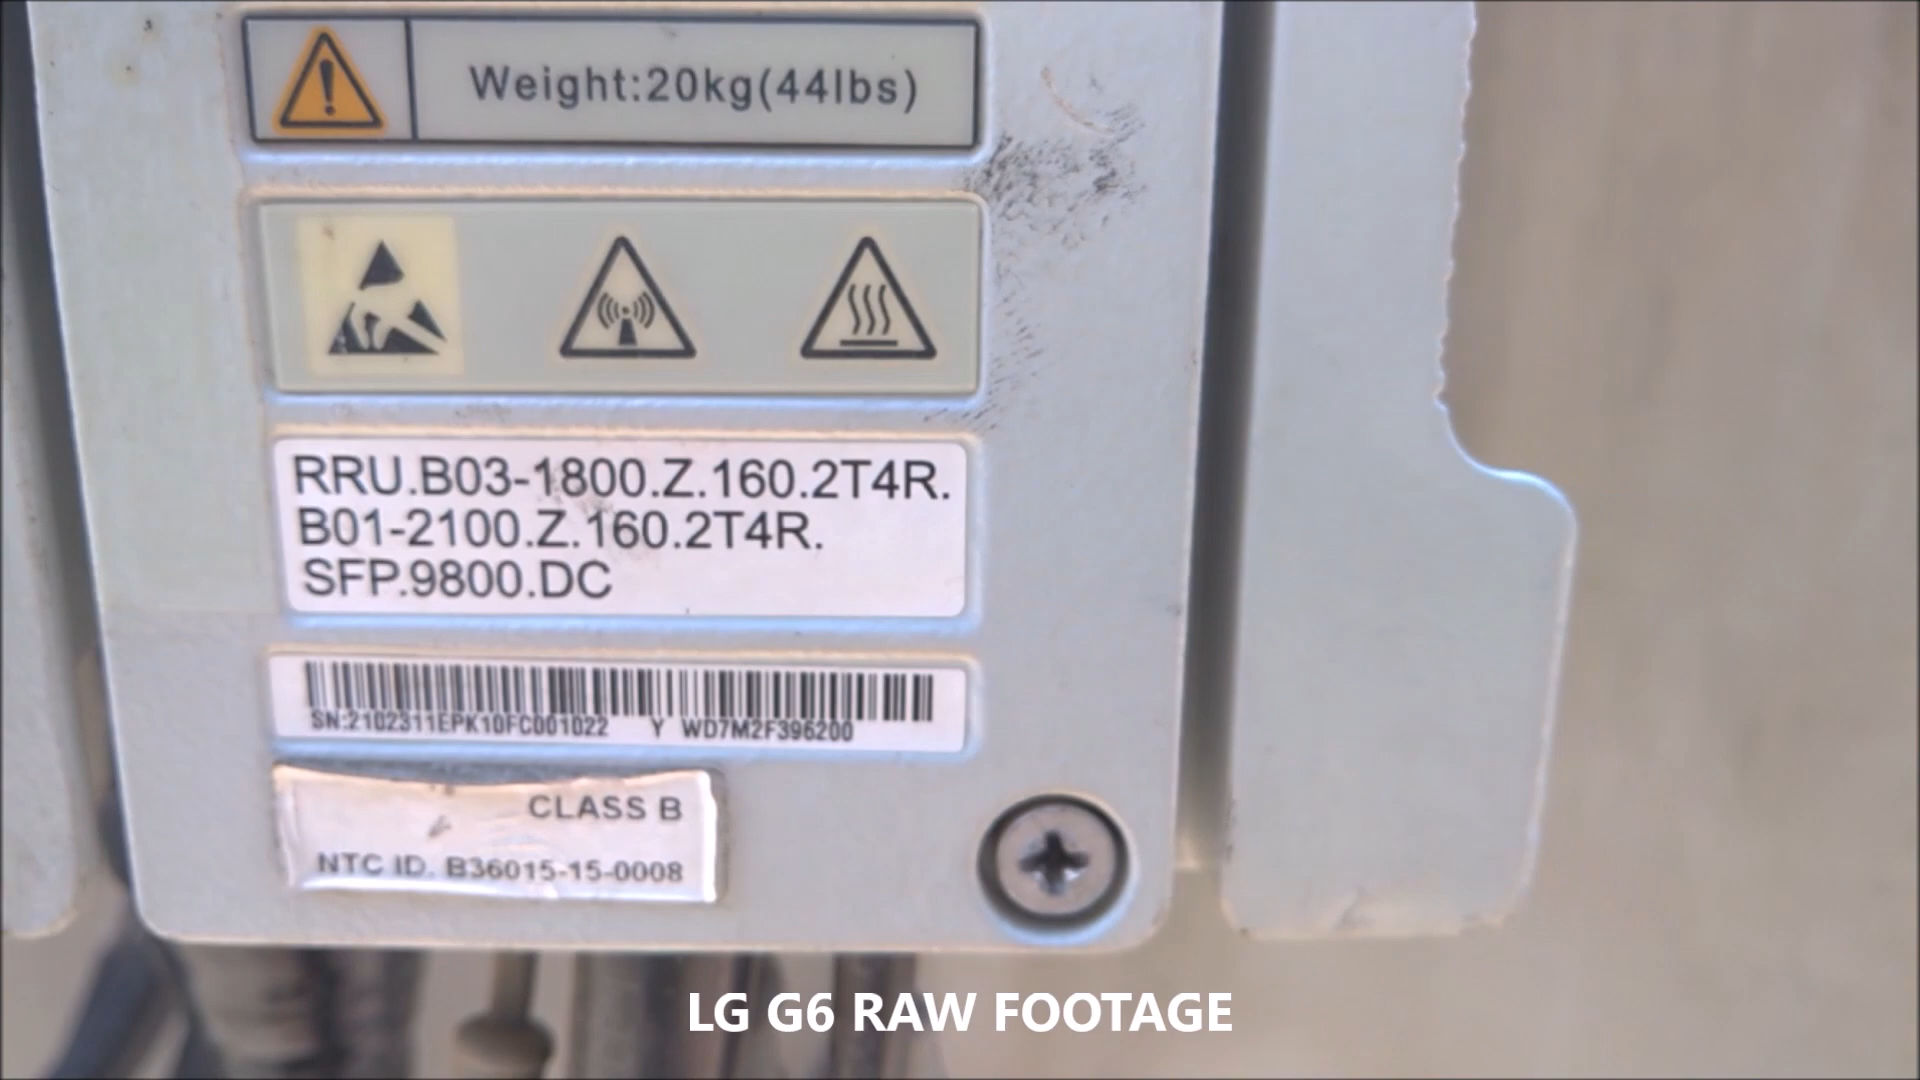 Weight:20kg(44lbs)
RRU.B03-1800.Z.160.2T4R.
B01-2100.Z.160.2T4R.
SFP.9800.DC
SN:2102311EPK10FC001022 Y WD7M2F396200
CLASS B
NTC ID. B36015-15-0008
LG G6 RAW FOOTAGE